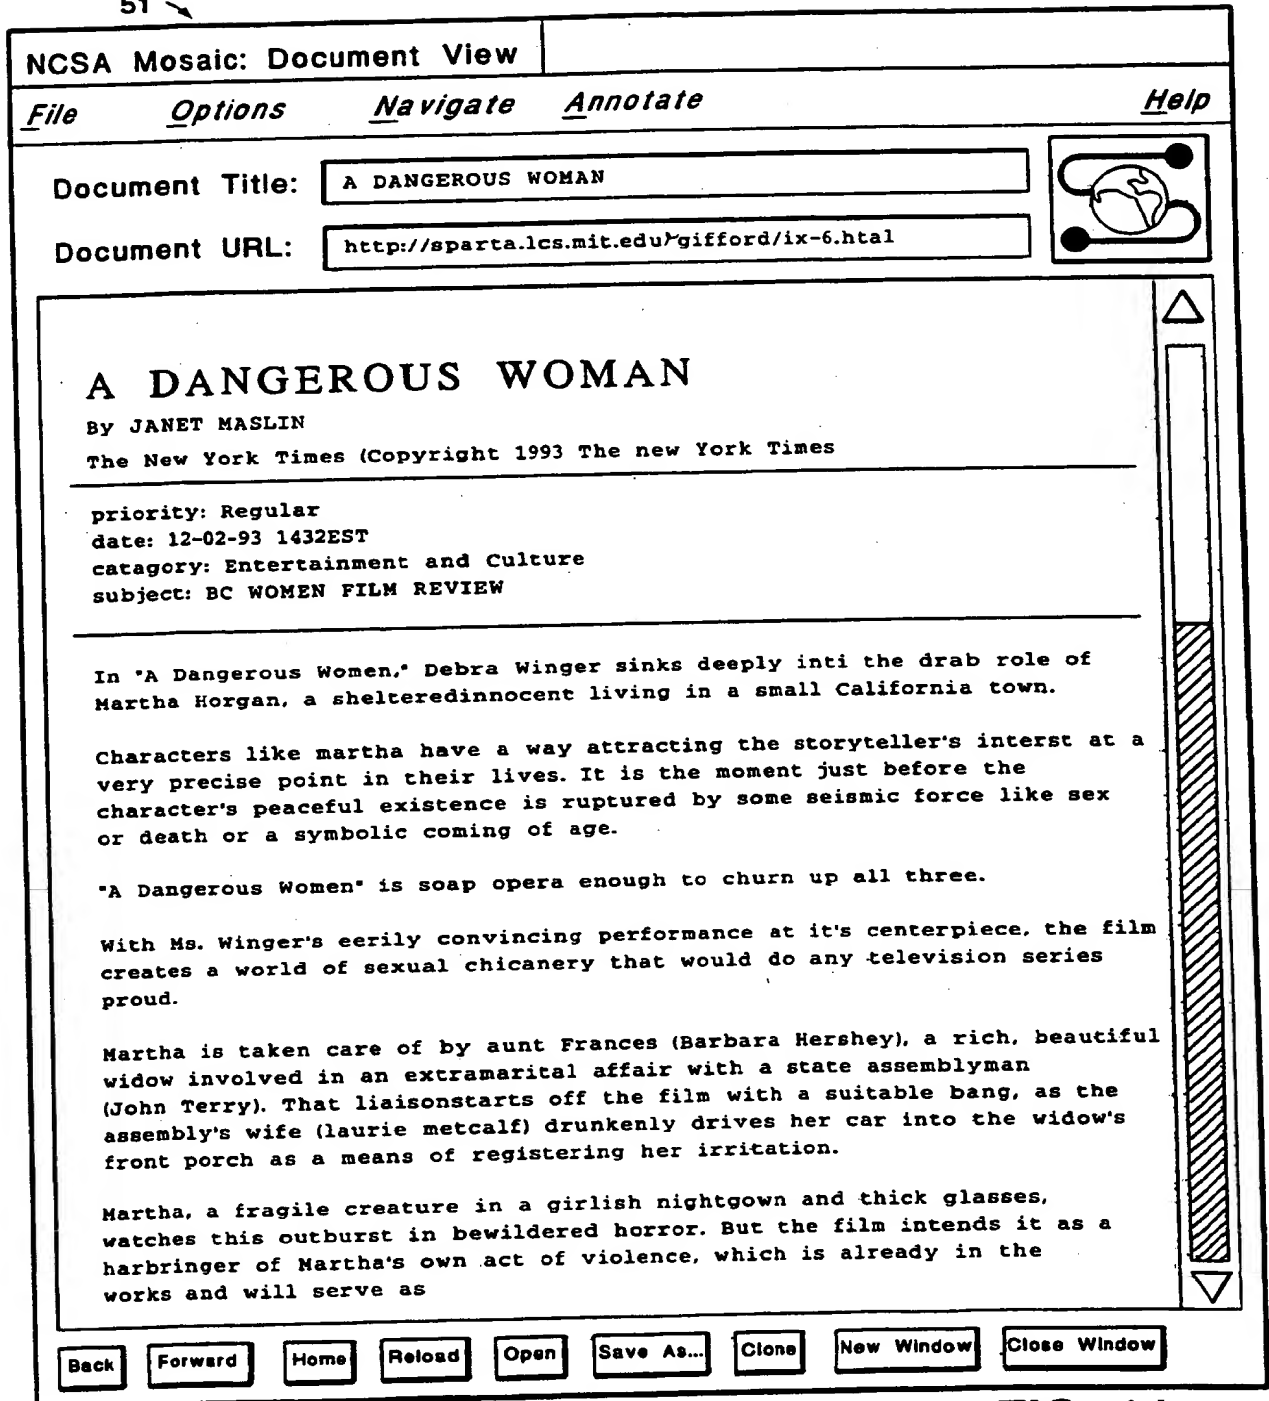 51
NCSA Mosaic: Document View
File Options Navigate Annotate Help
Document Title: A DANGEROUS WOMAN
Document URL: http://sparta.lcs.mit.edu/~gifford/ix-6.htal
A DANGEROUS WOMAN
By JANET MASLIN
The New York Times (Copyright 1993 The new York Times
priority: Regular
date: 12-02-93 1432EST
catagory: Entertainment and Culture
subject: BC WOMEN FILM REVIEW
In "A Dangerous Women," Debra Winger sinks deeply inti the drab role of
Martha Horgan, a shelteredinnocent living in a small California town.
Characters like martha have a way attracting the storyteller's interst at a
very precise point in their lives. It is the moment just before the
character's peaceful existence is ruptured by some seismic force like sex
or death or a symbolic coming of age.
"A Dangerous Women" is soap opera enough to churn up all three.
With Ms. Winger's eerily convincing performance at it's centerpiece, the film
creates a world of sexual chicanery that would do any television series
proud.
Martha is taken care of by aunt Frances (Barbara Hershey), a rich, beautiful
widow involved in an extramarital affair with a state assemblyman
(John Terry). That liaisonstarts off the film with a suitable bang, as the
assembly's wife (laurie metcalf) drunkenly drives her car into the widow's
front porch as a means of registering her irritation.
Martha, a fragile creature in a girlish nightgown and thick glasses,
watches this outburst in bewildered horror. But the film intends it as a
harbringer of Martha's own act of violence, which is already in the
works and will serve as
Back Forward Home Reload Open Save As... Clone New Window Close Window